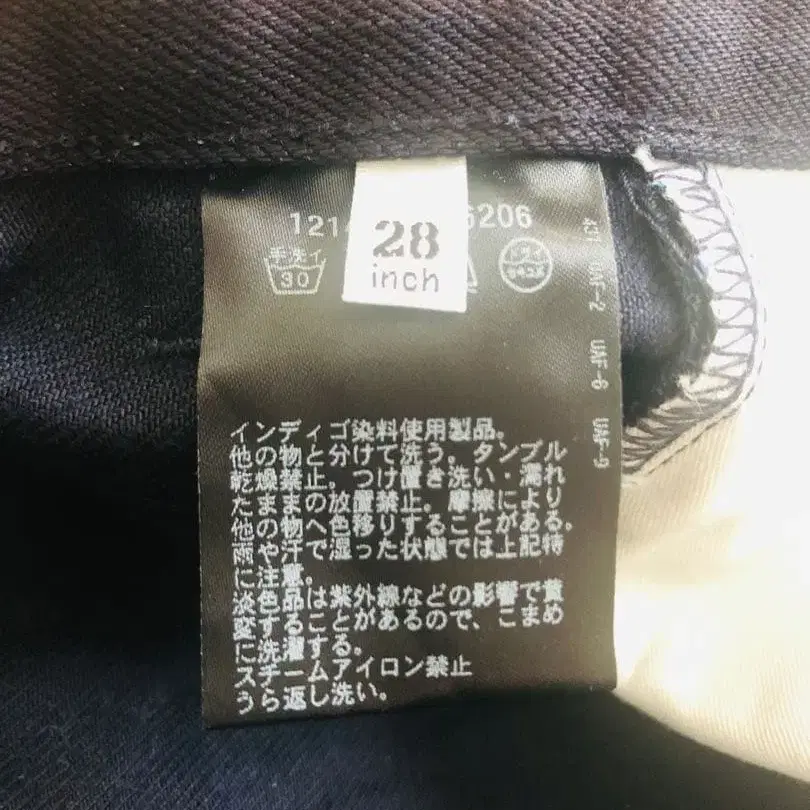 28
inch
6206
手洗イ
30
インディゴ染料使用製品。
他の物と分けて洗う。タンブル
乾燥禁止。つけ置き洗い・濡れ
たままの放置禁止。摩擦により
他の物へ色移りすることがある。
雨や汗で湿った状態では上記特
に注意。
淡色品は紫外線などの影響で黄
変することがあるので、こまめ
に洗濯する。
スチームアイロン禁止
うら返し洗い。
UAF-2 UAF-6 UAF-9